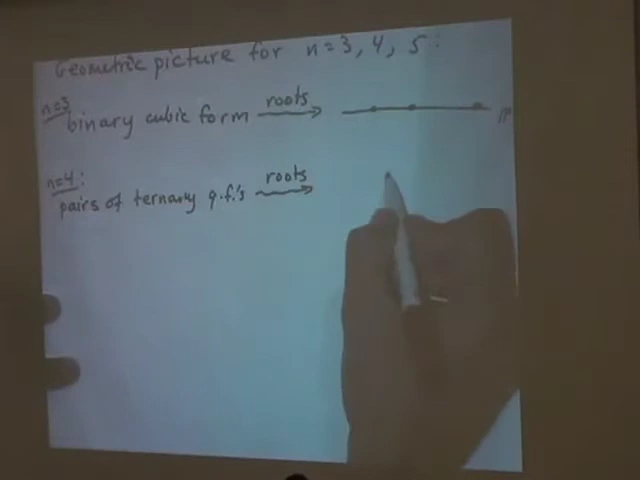 Geometric picture for n=3, 4, 5:
n=3
binary cubic form roots →
n=4:
pairs of ternary q.f.'s roots →